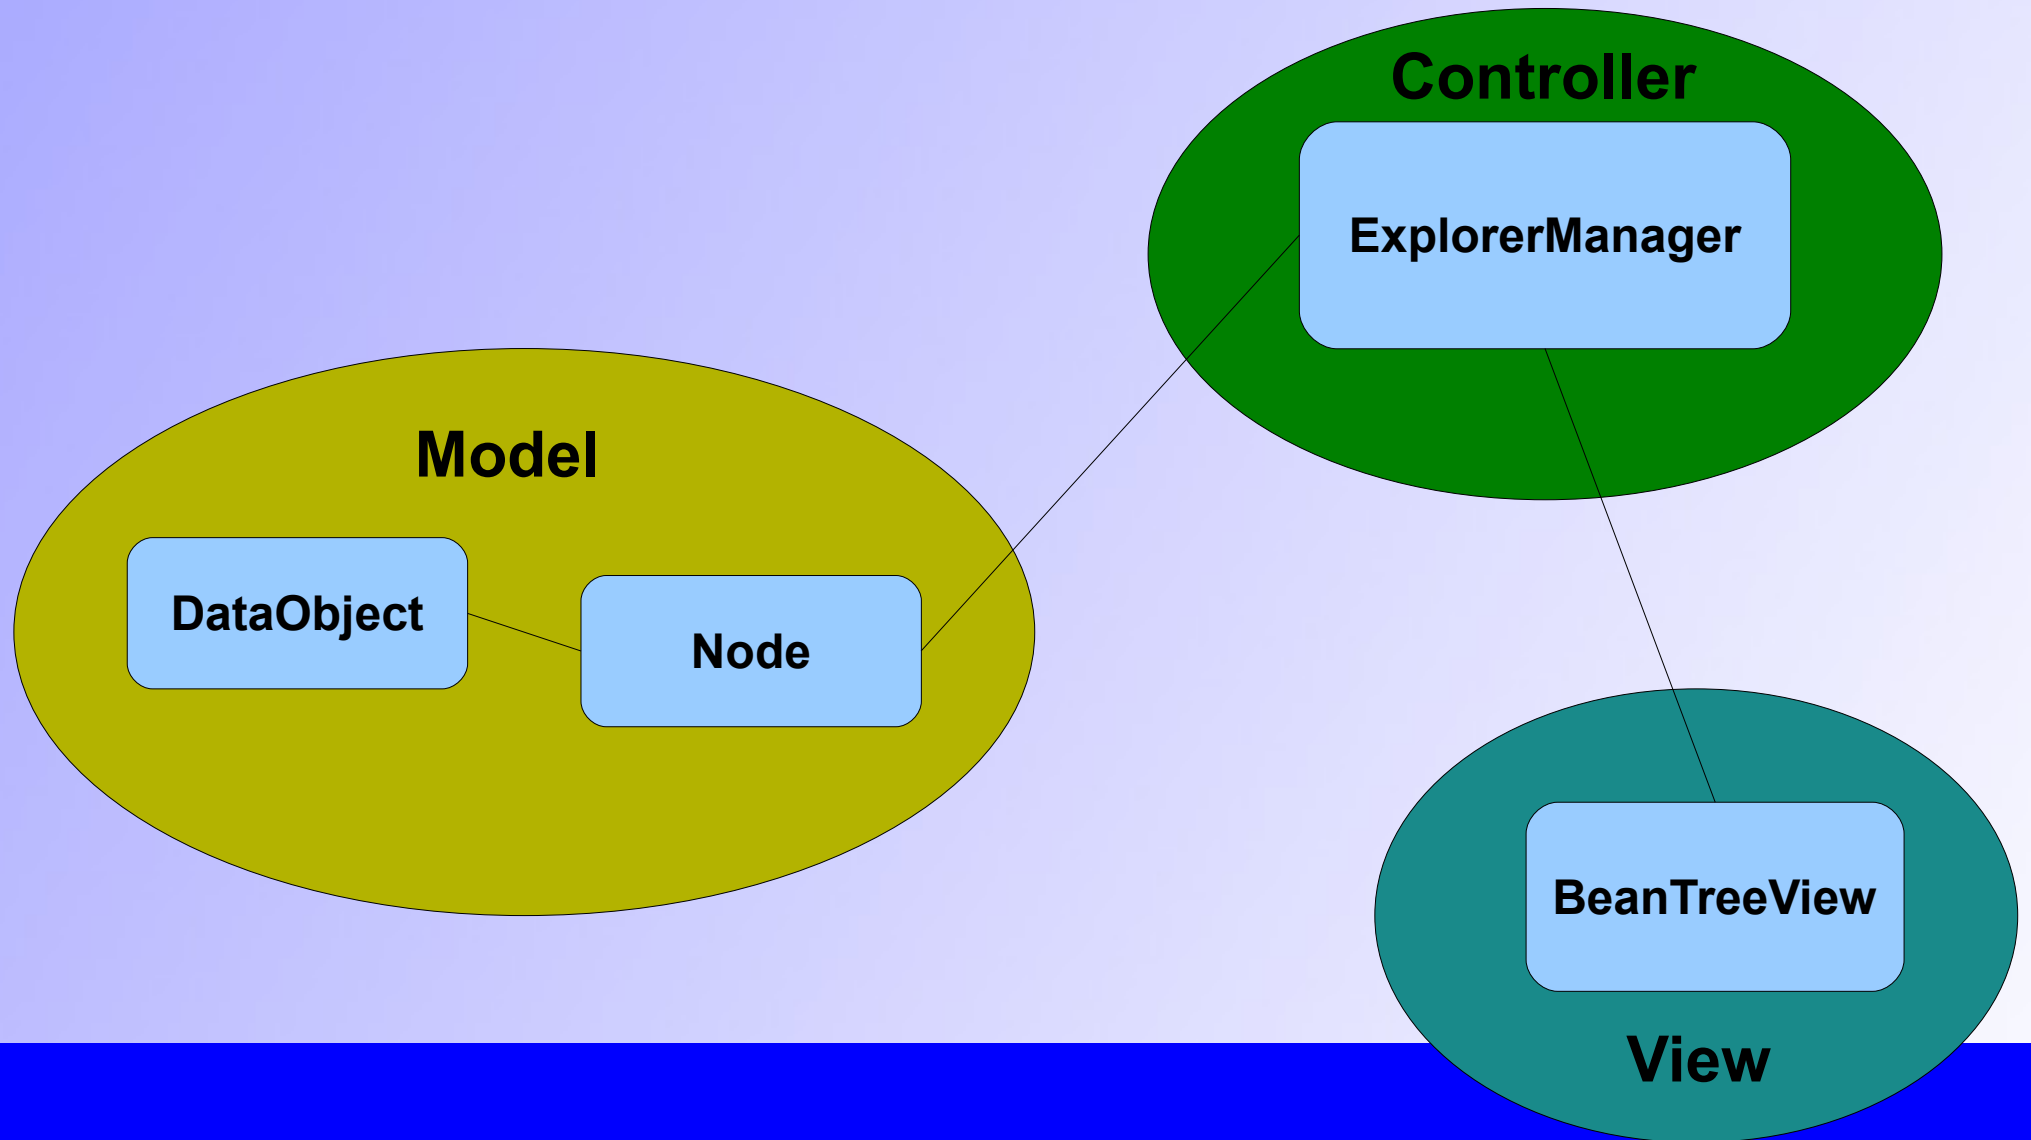 Controller
ExplorerManager
Model
DataObject
Node
BeanTreeView
View